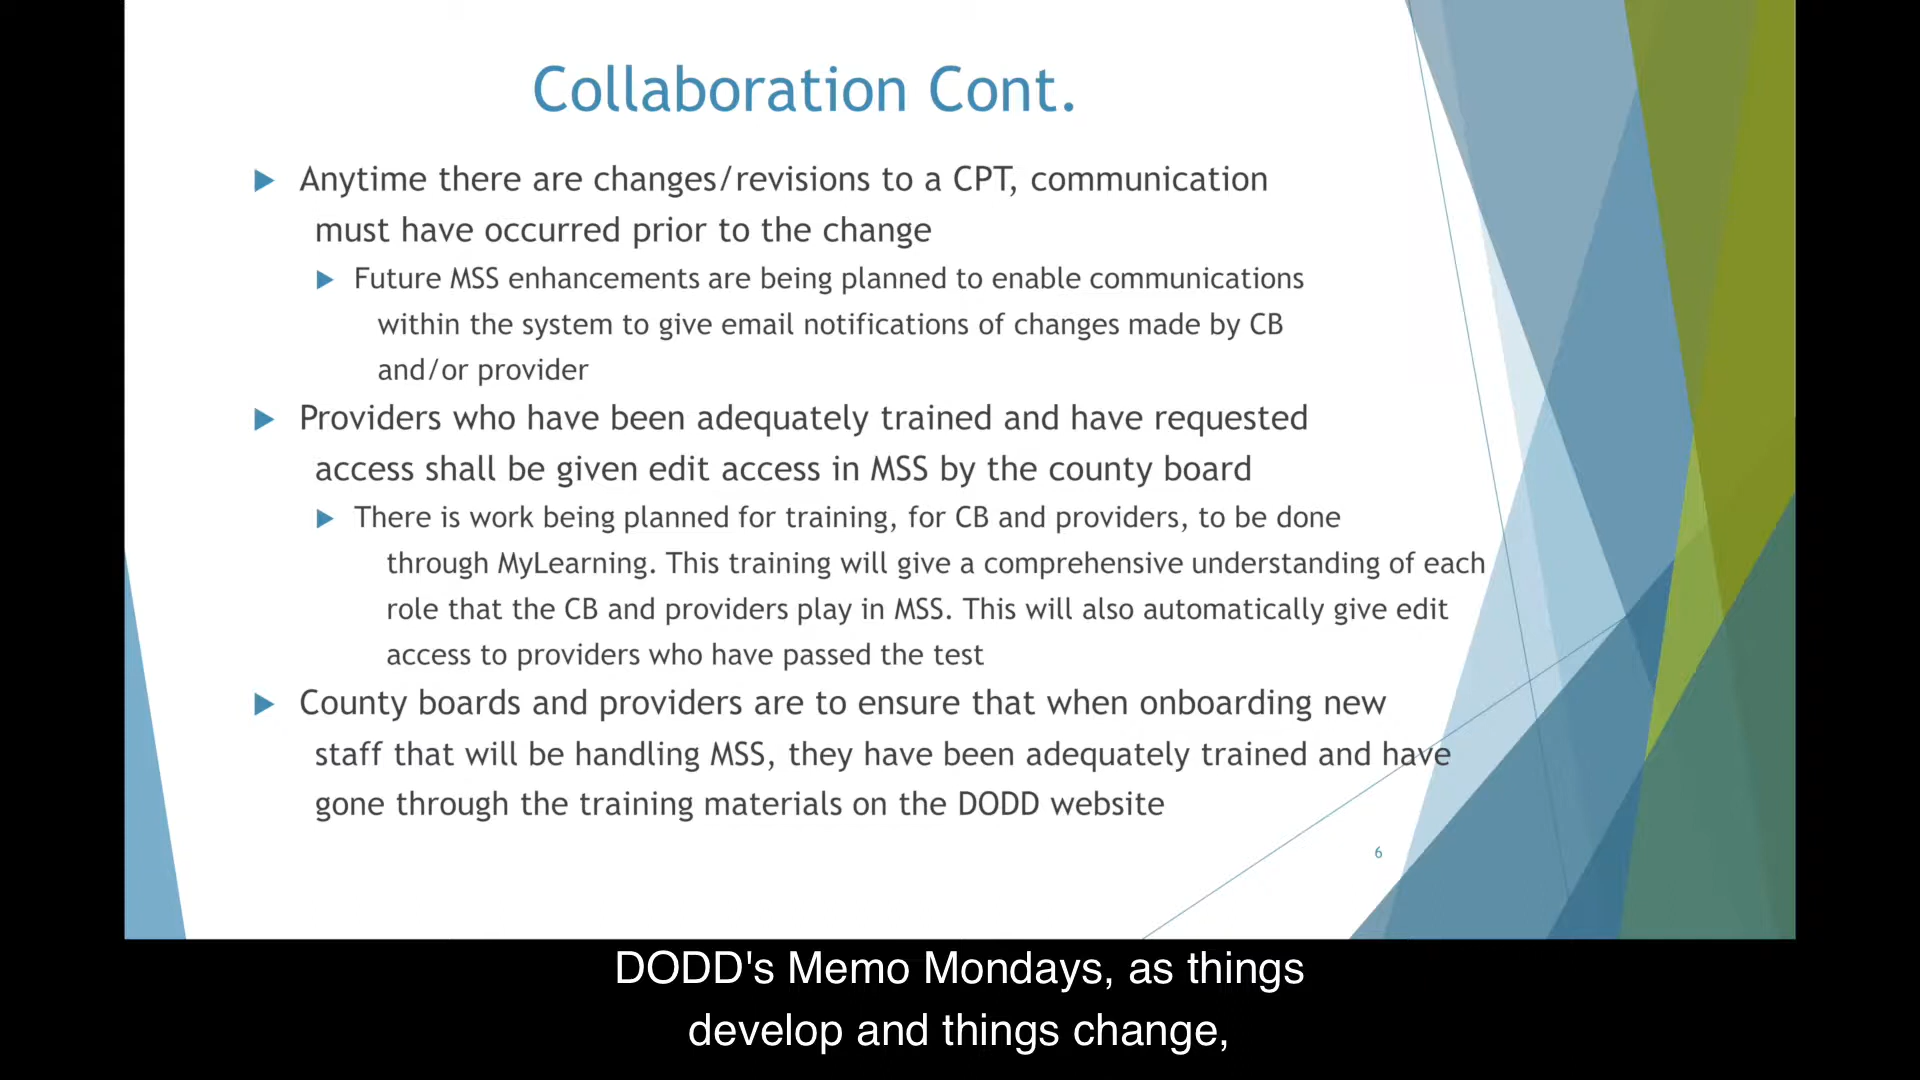 Collaboration Cont.
Anytime there are changes/revisions to a CPT, communication
must have occurred prior to the change
Future MSS enhancements are being planned to enable communications
within the system to give email notifications of changes made by CB
and/or provider
Providers who have been adequately trained and have requested
access shall be given edit access in MSS by the county board
There is work being planned for training, for CB and providers, to be done
through MyLearning. This training will give a comprehensive understanding of each
role that the CB and providers play in MSS. This will also automatically give edit
access to providers who have passed the test
County boards and providers are to ensure that when onboarding new
staff that will be handling MSS, they have been adequately trained and have
gone through the training materials on the DODD website
6
DODD's Memo Mondays, as things
develop and things change,